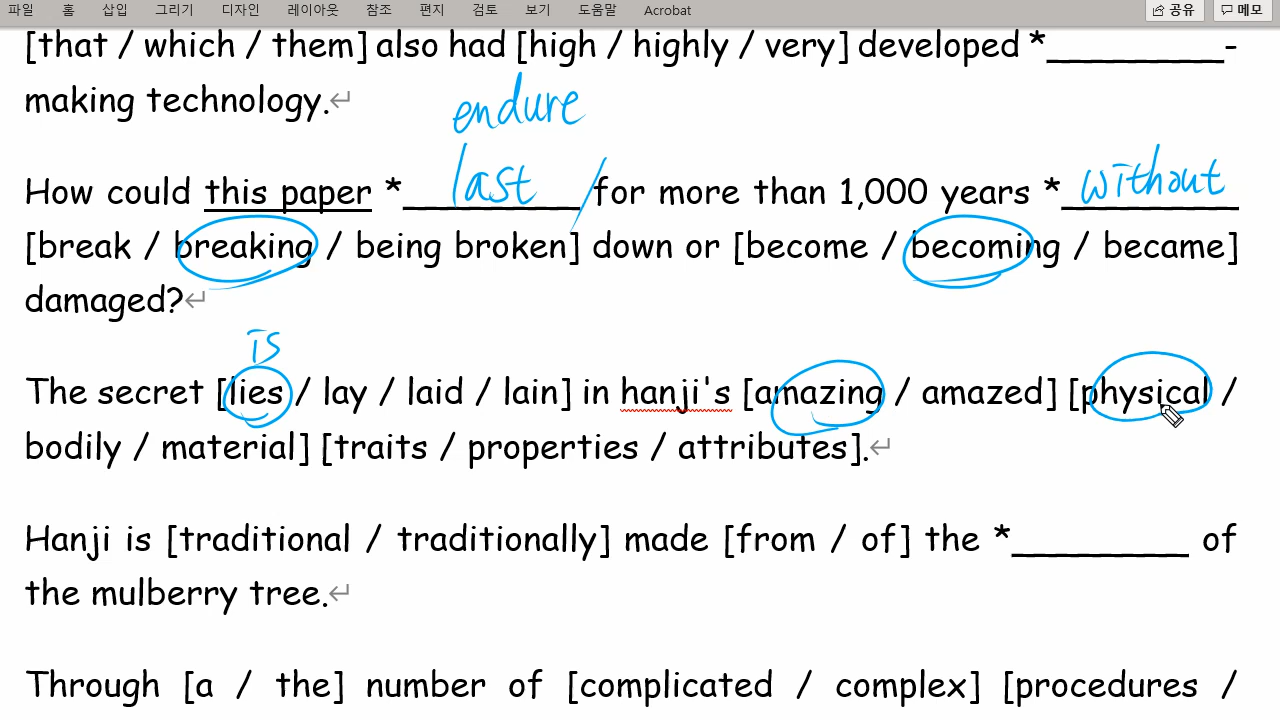 파일 홈 삽입 그리기 디자인 레이아웃 참조 편지 검토 보기 도움말 Acrobat 공유 메모
[that / which / them] also had [high / highly / very] developed *_________-
making technology.↵
endure
last / without
How could this paper *_________ for more than 1,000 years *_________
[break / breaking / being broken] down or [become / becoming / became]
damaged?↵
is
The secret [lies / lay / laid / lain] in hanji's [amazing / amazed] [physical /
bodily / material] [traits / properties / attributes].↵
Hanji is [traditional / traditionally] made [from / of] the *_________ of
the mulberry tree.↵
Through [a / the] number of [complicated / complex] [procedures /